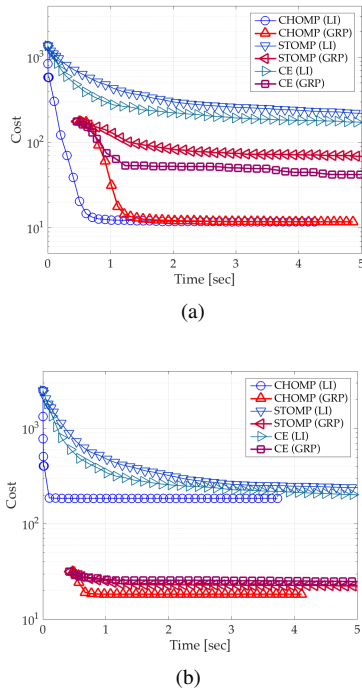 CHOMP (LI)
CHOMP (GRP)
STOMP (LI)
STOMP (GRP)
CE (LI)
CE (GRP)
10³
10²
10¹
Cost
0 1 2 3 4 5
Time [sec]
(a)
CHOMP (LI)
CHOMP (GRP)
STOMP (LI)
STOMP (GRP)
CE (LI)
CE (GRP)
10³
10²
10¹
Cost
0 1 2 3 4 5
Time [sec]
(b)